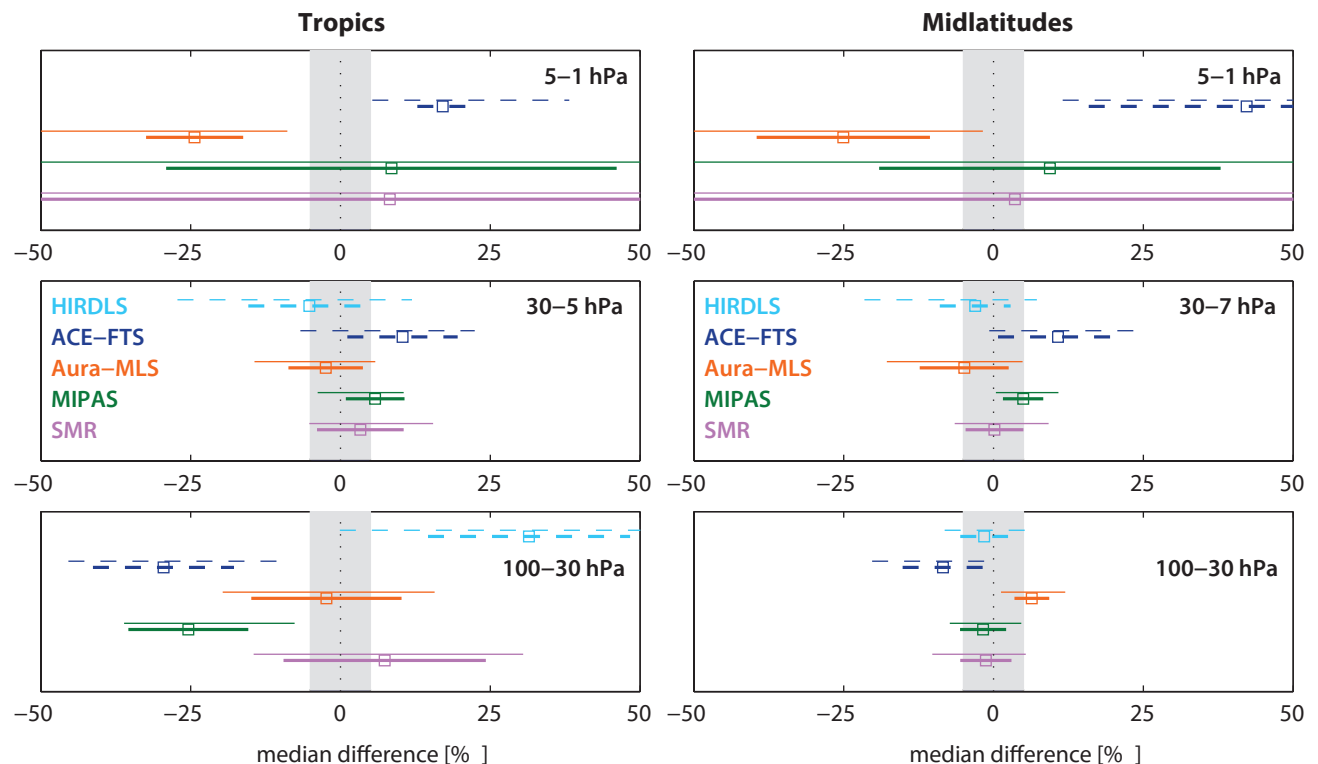 Tropics
Midlatitudes
5–1 hPa
5–1 hPa
−50 −25 0 25 50
−50 −25 0 25 50
HIRDLS
ACE–FTS
Aura–MLS
MIPAS
SMR
30–5 hPa
HIRDLS
ACE–FTS
Aura–MLS
MIPAS
SMR
30–7 hPa
−50 −25 0 25 50
−50 −25 0 25 50
100–30 hPa
100–30 hPa
−50 −25 0 25 50
−50 −25 0 25 50
median difference [% ]
median difference [% ]